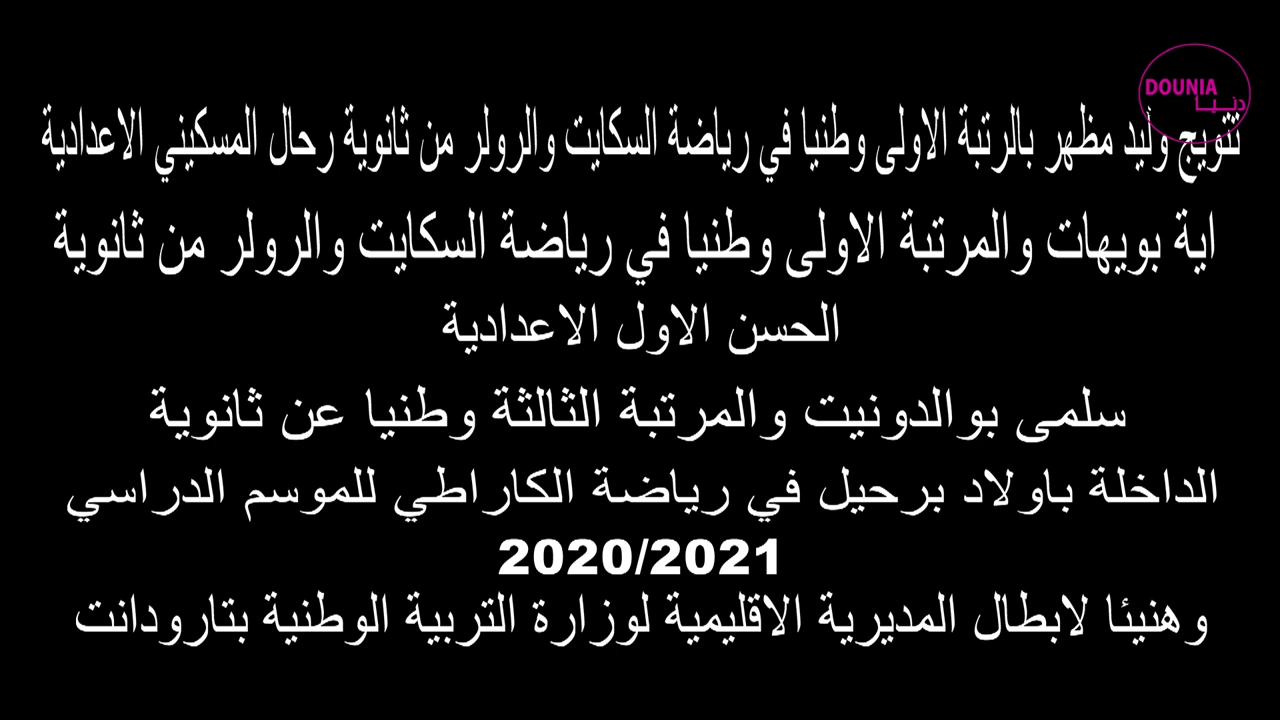 DOUNIA
دنيا
تتويج وليد مظهر بالرتبة الاولى وطنيا في رياضة السكايت والرولر من ثانوية رحال المسكيني الاعدادية
اية بويهات والمرتبة الاولى وطنيا في رياضة السكايت والرولر من ثانوية
الحسن الاول الاعدادية
سلمى بوالدونيت والمرتبة الثالثة وطنيا عن ثانوية
الداخلة باولاد برحيل في رياضة الكاراطي للموسم الدراسي
2020/2021
وهنيئا لابطال المديرية الاقليمية لوزارة التربية الوطنية بتارودانت